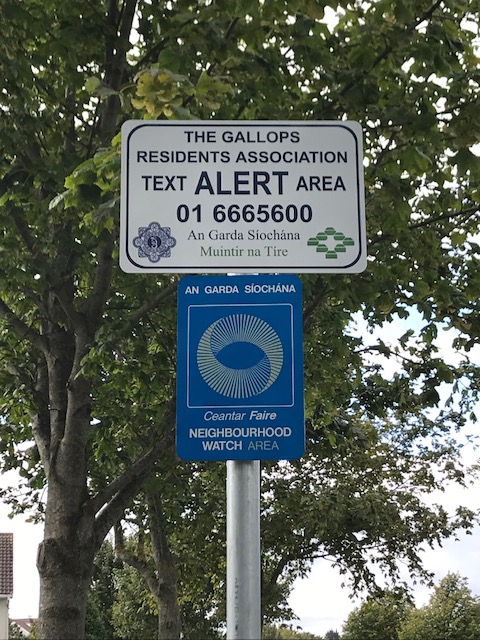 THE GALLOPS
RESIDENTS ASSOCIATION
TEXT ALERT AREA
01 6665600
An Garda Síochána
Muintir na Tíre
AN GARDA SÍOCHÁNA
Ceantar Faire
NEIGHBOURHOOD
WATCH AREA